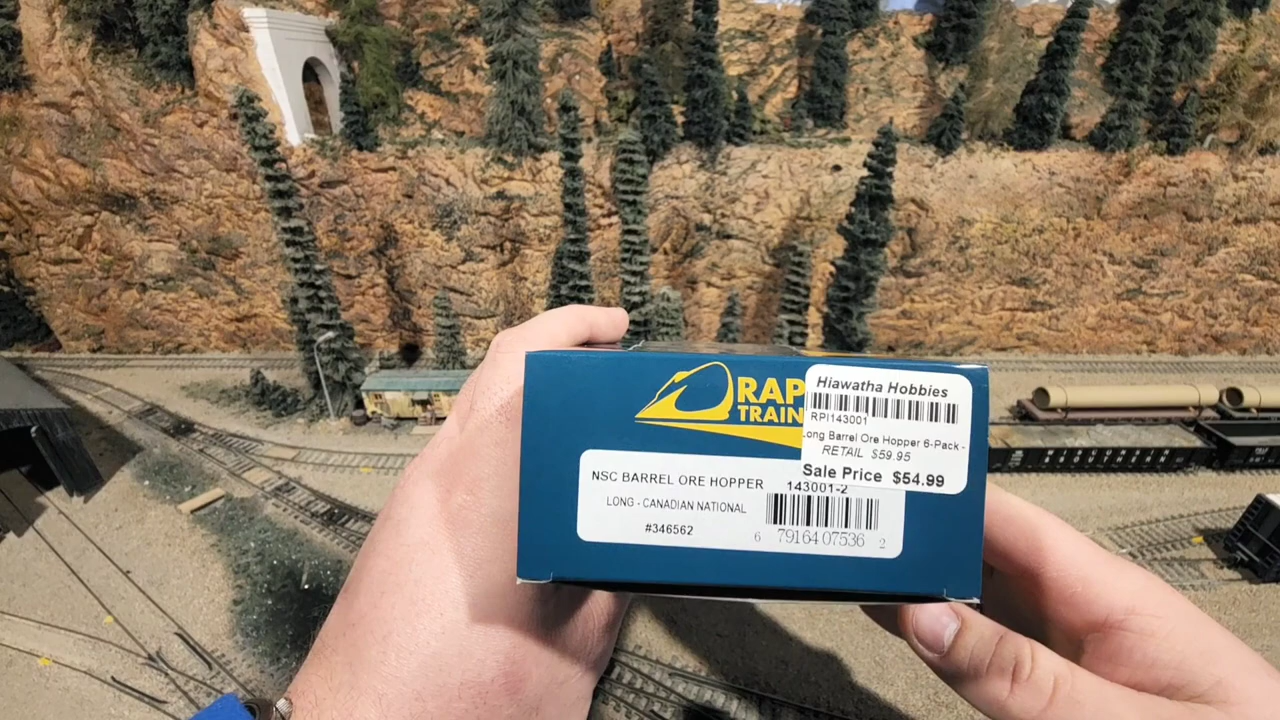 RAP
TRAIN
Hiawatha Hobbies
RPI143001
Long Barrel Ore Hopper 6-Pack -
RETAIL $59.95
Sale Price $54.99
NSC BARREL ORE HOPPER
143001-2
LONG - CANADIAN NATIONAL
#346562
6 79164 07536 2